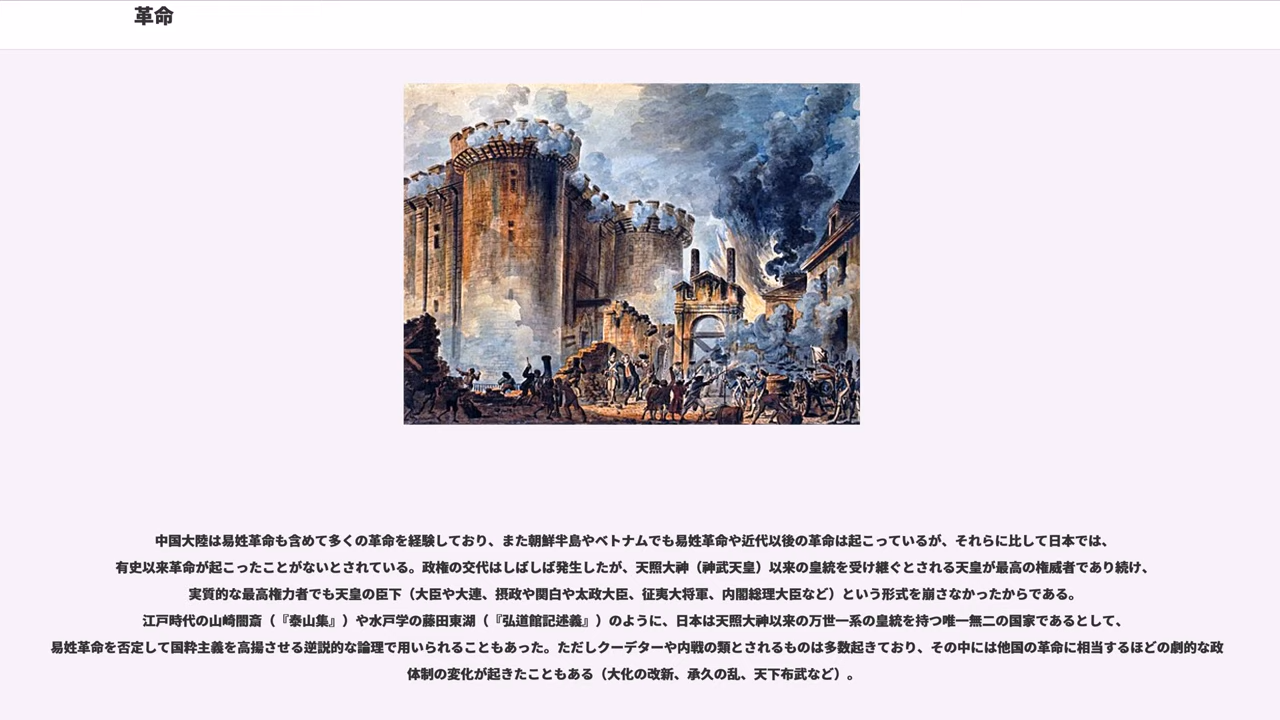 革命
中国大陸は易姓革命も含めて多くの革命を経験しており、また朝鮮半島やベトナムでも易姓革命や近代以後の革命は起こっているが、それらに比して日本では、
有史以来革命が起こったことがないとされている。政権の交代はしばしば発生したが、天照大神（神武天皇）以来の皇統を受け継ぐとされる天皇が最高の権威者であり続け、
実質的な最高権力者でも天皇の臣下（大臣や大連、摂政や関白や太政大臣、征夷大将軍、内閣総理大臣など）という形式を崩さなかったからである。
江戸時代の山崎闇斎（『泰山集』）や水戸学の藤田東湖（『弘道館記述義』）のように、日本は天照大神以来の万世一系の皇統を持つ唯一無二の国家であるとして、
易姓革命を否定して国粋主義を高揚させる逆説的な論理で用いられることもあった。ただしクーデターや内戦の類とされるものは多数起きており、その中には他国の革命に相当するほどの劇的な政
体制の変化が起きたこともある（大化の改新、承久の乱、天下布武など）。